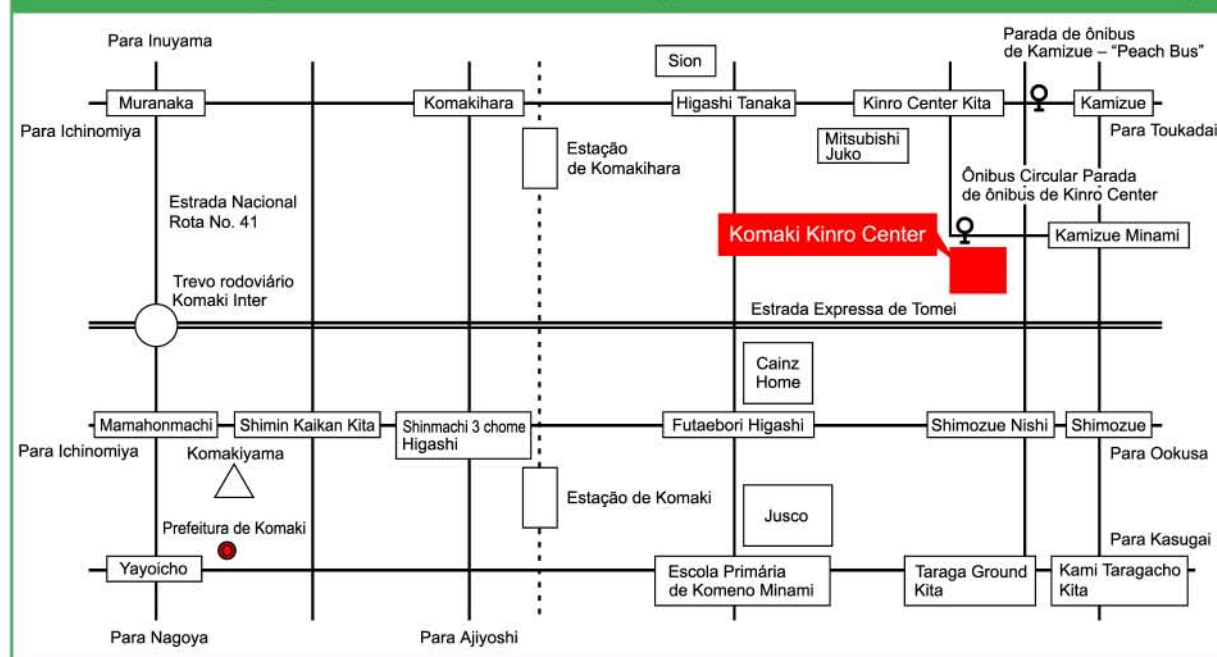 Para Inuyama
Parada de ônibus
de Kamizue – “Peach Bus”
Sion
Muranaka
Komakihara
Higashi Tanaka
Kinro Center Kita
Kamizue
Para Ichinomiya
Para Toukadai
Mitsubishi
Juko
Estação
de Komakihara
Ônibus Circular Parada
de ônibus de Kinro Center
Estrada Nacional
Rota No. 41
Komaki Kinro Center
Kamizue Minami
Trevo rodoviário
Komaki Inter
Estrada Expressa de Tomei
Cainz
Home
Mamahonmachi
Shimin Kaikan Kita
Shinmachi 3 chome
Higashi
Futaebori Higashi
Shimozue Nishi
Shimozue
Para Ichinomiya
Komakiyama
Para Ookusa
Estação de Komaki
Jusco
Prefeitura de Komaki
Para Kasugai
Yayoicho
Escola Primária
de Komeno Minami
Taraga Ground
Kita
Kami Taragacho
Kita
Para Nagoya
Para Ajiyoshi